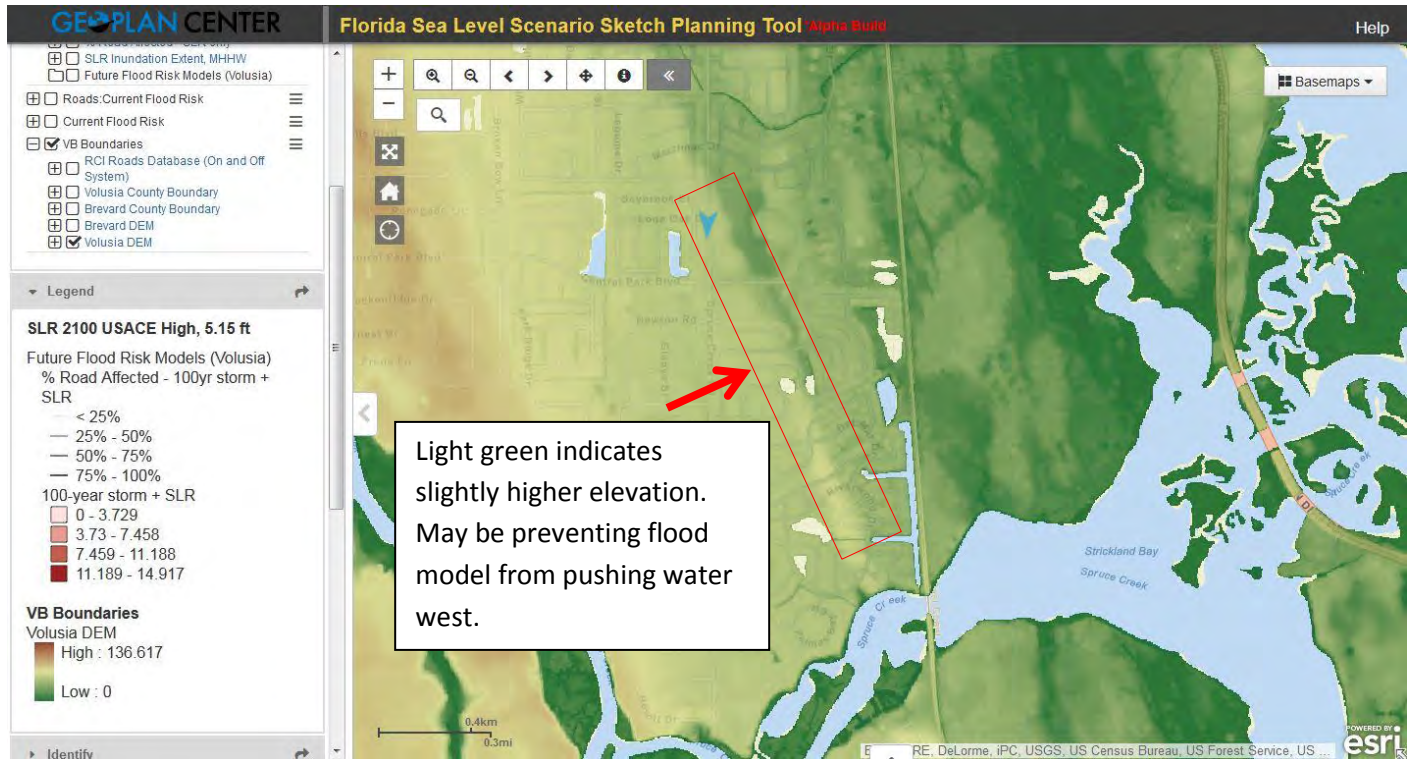 GEOPLAN CENTER
Florida Sea Level Scenario Sketch Planning Tool *Alpha Build
Help
SLR Inundation Extent, MHHW
Future Flood Risk Models (Volusia)
Roads:Current Flood Risk
Current Flood Risk
VB Boundaries
RCI Roads Database (On and Off
System)
Volusia County Boundary
Brevard County Boundary
Brevard DEM
Volusia DEM
Legend
SLR 2100 USACE High, 5.15 ft
Future Flood Risk Models (Volusia)
% Road Affected - 100yr storm +
SLR
< 25%
25% - 50%
50% - 75%
75% - 100%
100-year storm + SLR
0 - 3.729
3.73 - 7.458
7.459 - 11.188
11.189 - 14.917
VB Boundaries
Volusia DEM
High : 136.617
Low : 0
Identify
Basemaps
Light green indicates
slightly higher elevation.
May be preventing flood
model from pushing water
west.
Strickland Bay
Spruce Creek
Spruce Creek
0.4km
0.3mi
RE, DeLorme, iPC, USGS, US Census Bureau, US Forest Service, US ...
POWERED BY
esri